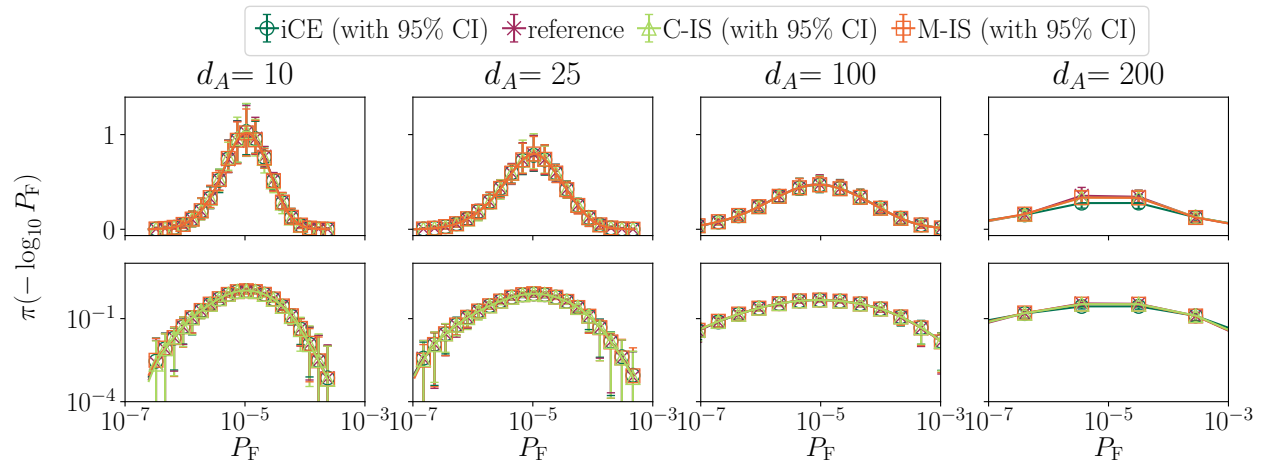 iCE (with 95% CI) reference C-IS (with 95% CI) M-IS (with 95% CI)
d_A = 10 d_A = 25 d_A = 100 d_A = 200
π(− log₁₀ P_F)
1
0
10⁻¹
10⁻⁴
10⁻⁷ 10⁻⁵ 10⁻³ 10⁻⁷ 10⁻⁵ 10⁻³ 10⁻⁷ 10⁻⁵ 10⁻³ 10⁻⁷ 10⁻⁵ 10⁻³
P_F P_F P_F P_F